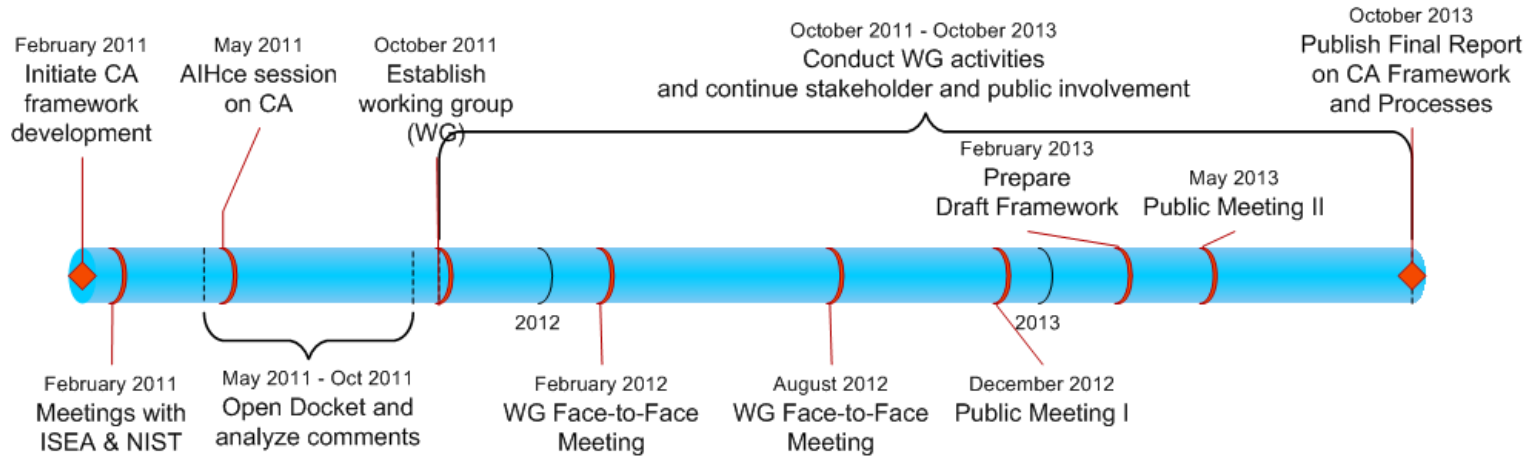 February 2011
Initiate CA
framework
development
May 2011
AIHce session
on CA
October 2011
Establish
working group
(WG)
October 2011 - October 2013
Conduct WG activities
and continue stakeholder and public involvement
October 2013
Publish Final Report
on CA Framework
and Processes
February 2013
Prepare
Draft Framework
May 2013
Public Meeting II
2012
2013
February 2011
Meetings with
ISEA & NIST
May 2011 - Oct 2011
Open Docket and
analyze comments
February 2012
WG Face-to-Face
Meeting
August 2012
WG Face-to-Face
Meeting
December 2012
Public Meeting I